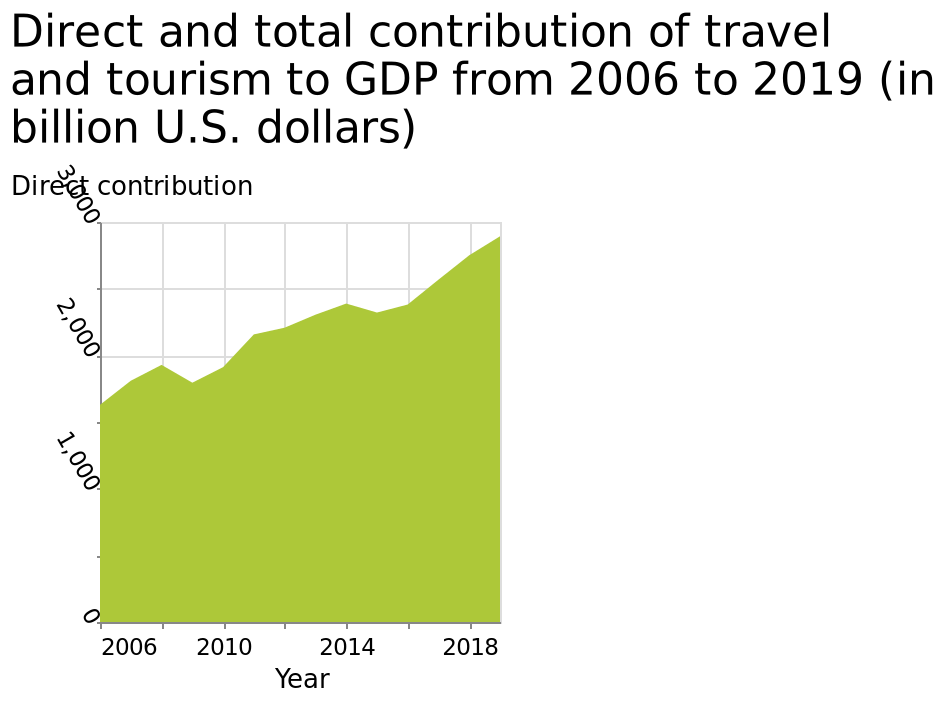 Direct and total contribution of travel
and tourism to GDP from 2006 to 2019 (in
billion U.S. dollars)
Direct contribution
3,000
2,000
1,000
0
2006 2010 2014 2018
Year